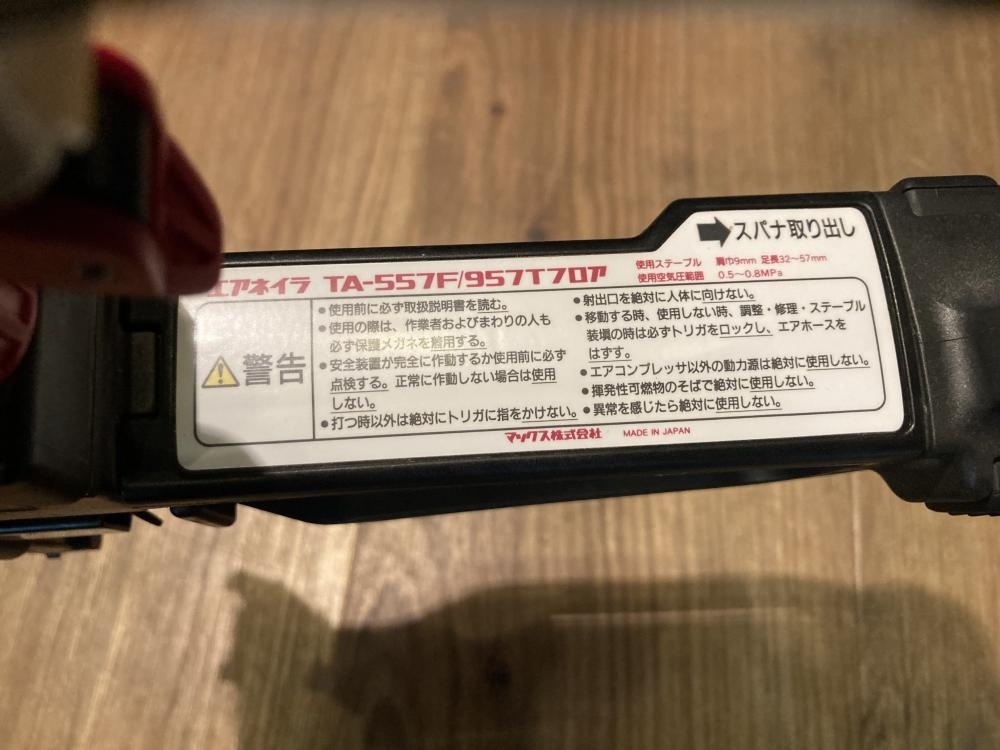 スパナ取り出し
エアネイラ TA-557F/957Tフロア
使用ステープル 肩巾9mm 足長32～57mm
使用空気圧範囲 0.5～0.8MPa
警告
●使用前に必ず取扱説明書を読む。
●使用の際は、作業者およびまわりの人も
必ず保護メガネを着用する。
●安全装置が完全に作動するか使用前に必ず
点検する。正常に作動しない場合は使用
しない。
●打つ時以外は絶対にトリガに指をかけない。
●射出口を絶対に人体に向けない。
●移動する時、使用しない時、調整・修理・ステープル
装填の時は必ずトリガをロックし、エアホースを
はずす。
●エアコンプレッサ以外の動力源は絶対に使用しない。
●揮発性可燃物のそばで絶対に使用しない。
●異常を感じたら絶対に使用しない。
マックス株式会社 MADE IN JAPAN